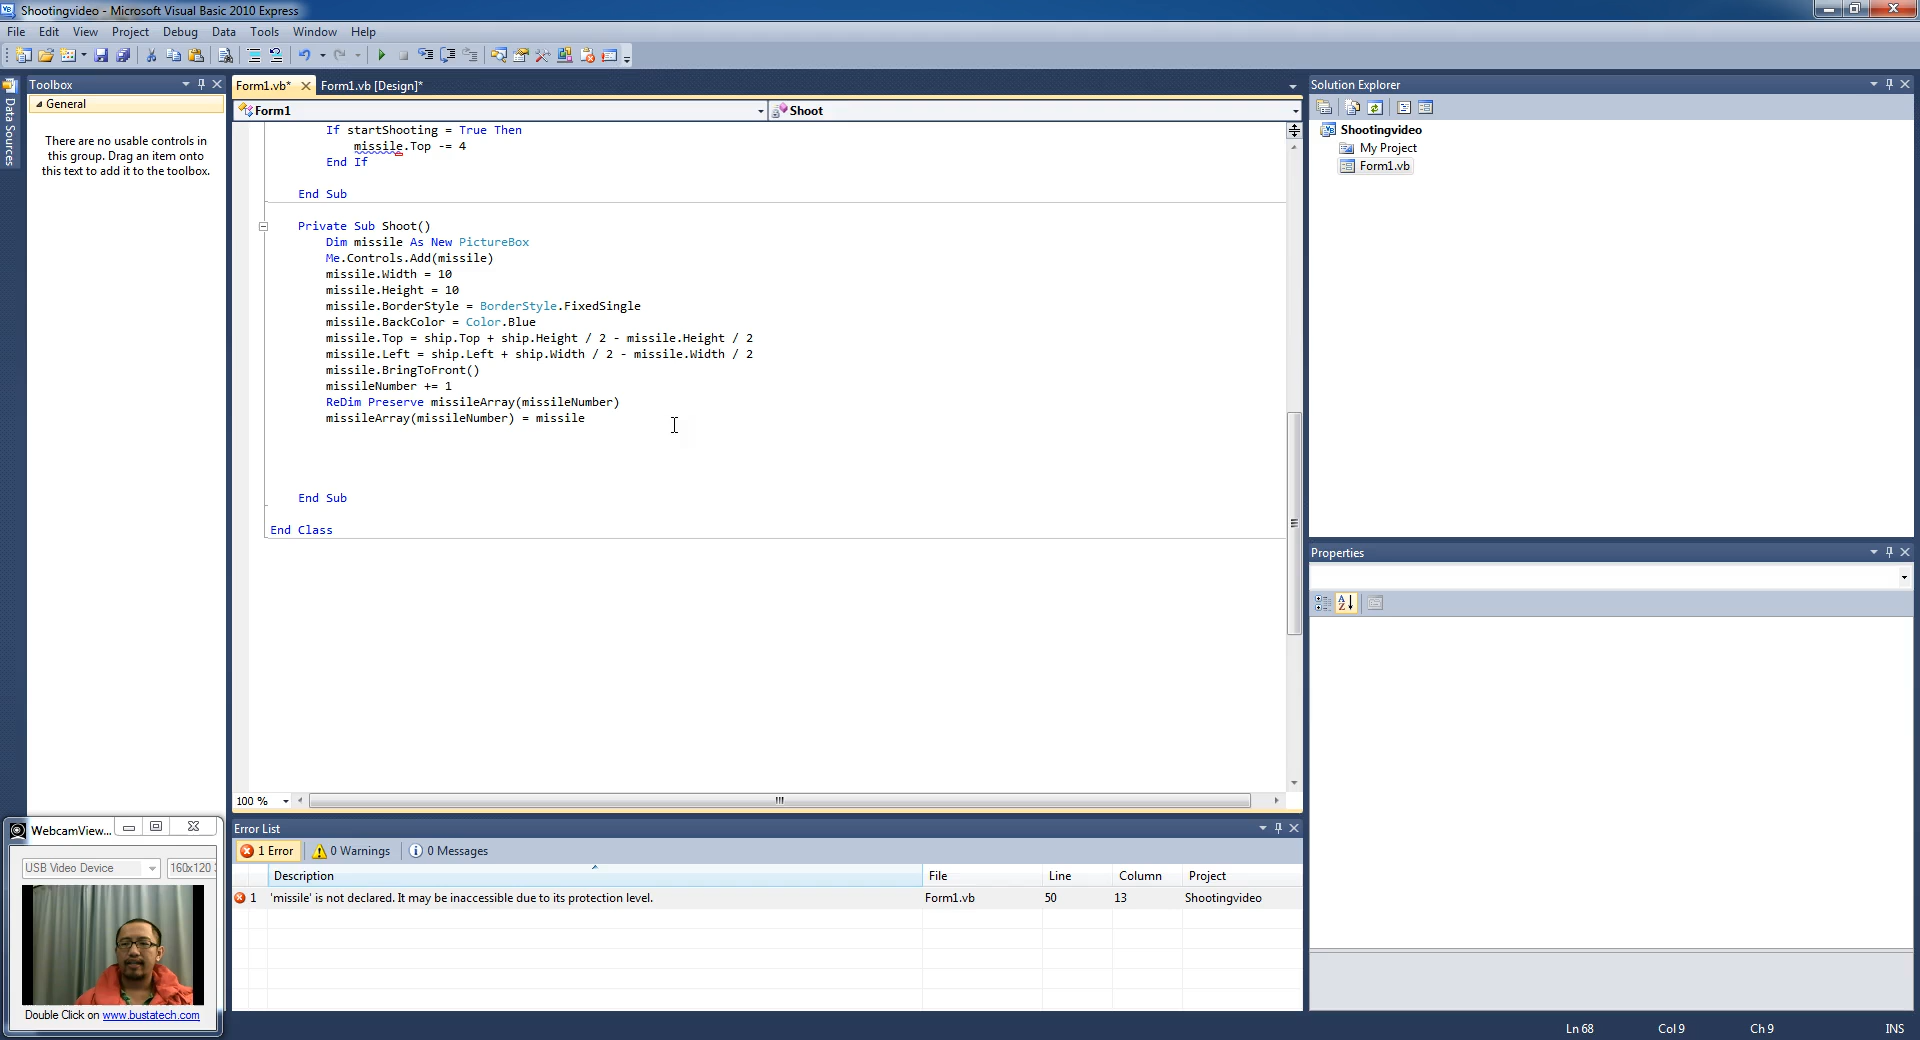 Shootingvideo - Microsoft Visual Basic 2010 Express
File Edit View Project Debug Data Tools Window Help
Data Sources
Toolbox
General
There are no usable controls in
this group. Drag an item onto
this text to add it to the toolbox.
Form1.vb* Form1.vb [Design]*
Form1 Shoot
If startShooting = True Then
missile.Top -= 4
End If
End Sub
Private Sub Shoot()
Dim missile As New PictureBox
Me.Controls.Add(missile)
missile.Width = 10
missile.Height = 10
missile.BorderStyle = BorderStyle.FixedSingle
missile.BackColor = Color.Blue
missile.Top = ship.Top + ship.Height / 2 - missile.Height / 2
missile.Left = ship.Left + ship.Width / 2 - missile.Width / 2
missile.BringToFront()
missileNumber += 1
ReDim Preserve missileArray(missileNumber)
missileArray(missileNumber) = missile
End Sub
End Class
100 %
Solution Explorer
Shootingvideo
My Project
Form1.vb
Properties
Error List
1 Error 0 Warnings 0 Messages
Description File Line Column Project
1 'missile' is not declared. It may be inaccessible due to its protection level. Form1.vb 50 13 Shootingvideo
WebcamView...
USB Video Device 160x120
Double Click on www.bustatech.com
Ln 68 Col 9 Ch 9 INS